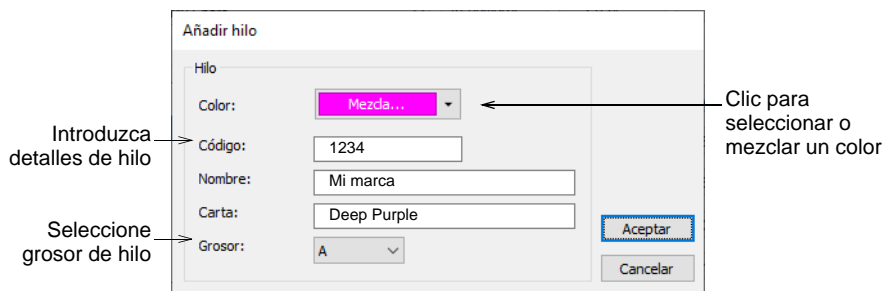 Añadir hilo
Hilo
Color:
Mezcla...
Clic para
seleccionar o
mezclar un color
Introduzca
detalles de hilo
Código:
1234
Nombre:
Mi marca
Carta:
Deep Purple
Seleccione
grosor de hilo
Grosor:
A
Aceptar
Cancelar